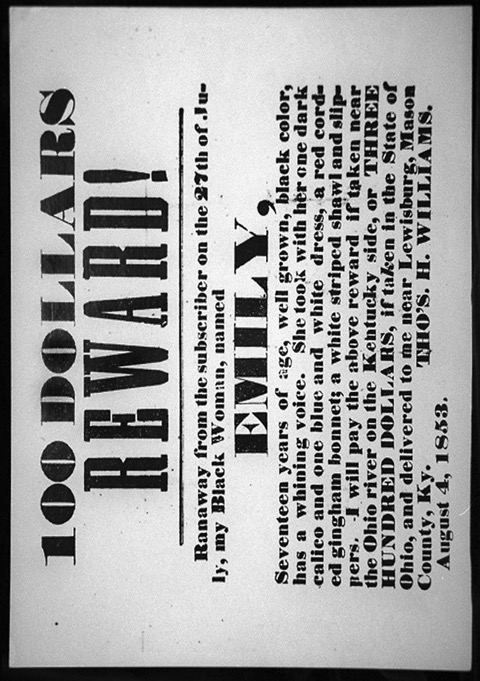 100 DOLLARS
REWARD!
Ranaway from the subscriber on the 27th of Ju-
ly, my Black Woman, named
EMILY,
Seventeen years of age, well grown, black color,
has a whining voice. She took with her one dark
calico and one blue and white dress, a red cord-
ed gingham bonnet; a white striped shawl and slip-
pers. I will pay the above reward if taken near
the Ohio river on the Kentucky side, or THREE
HUNDRED DOLLARS, if taken in the State of
Ohio, and delivered to me near Lewisburg, Mason
County, Ky. THO'S. H. WILLIAMS.
August 4, 1853.